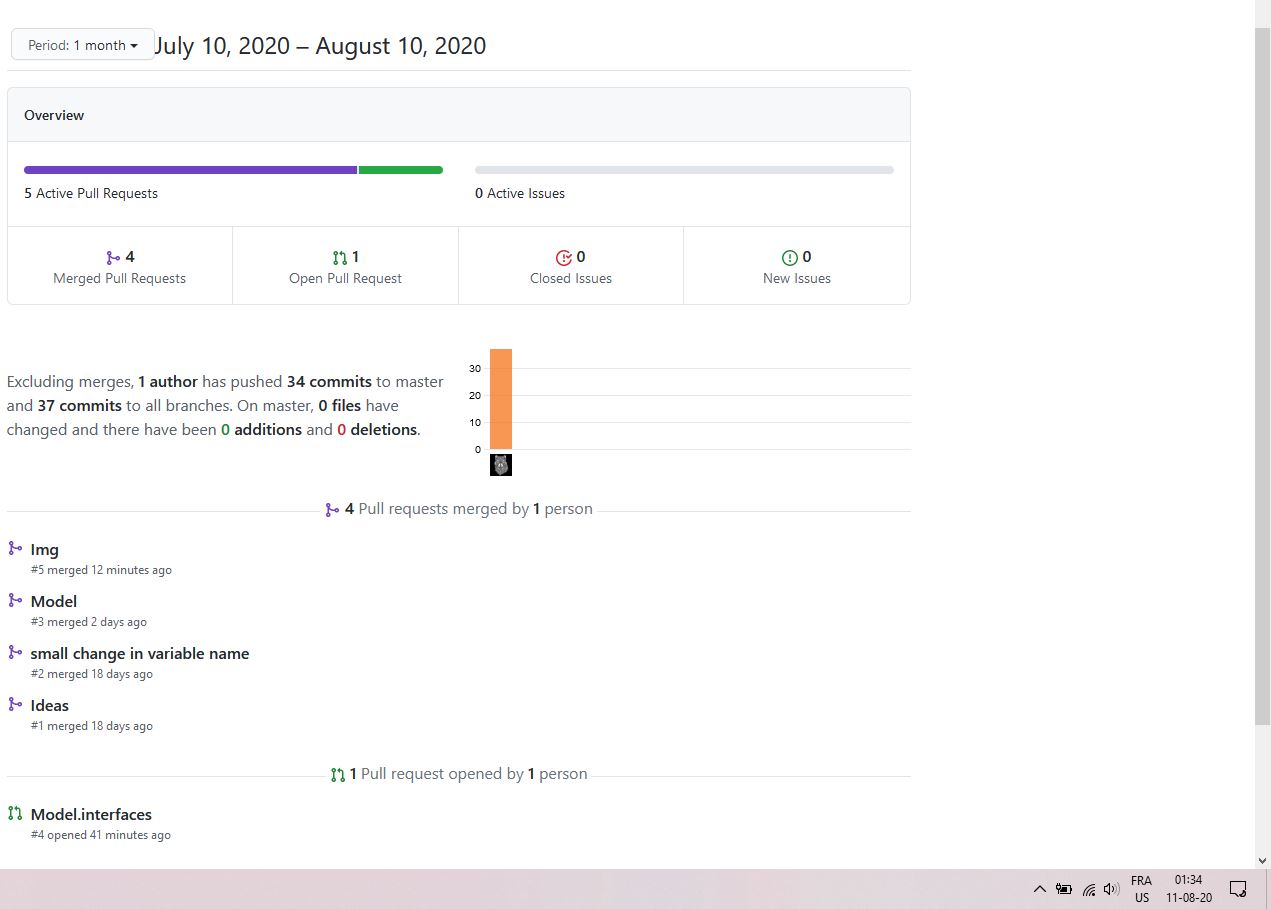 Period: 1 month July 10, 2020 – August 10, 2020
Overview
5 Active Pull Requests
0 Active Issues
4
Merged Pull Requests
1
Open Pull Request
0
Closed Issues
0
New Issues
Excluding merges, 1 author has pushed 34 commits to master
and 37 commits to all branches. On master, 0 files have
changed and there have been 0 additions and 0 deletions.
30
20
10
0
4 Pull requests merged by 1 person
Img
#5 merged 12 minutes ago
Model
#3 merged 2 days ago
small change in variable name
#2 merged 18 days ago
Ideas
#1 merged 18 days ago
1 Pull request opened by 1 person
Model.interfaces
#4 opened 41 minutes ago
FRA
US
01:34
11-08-20